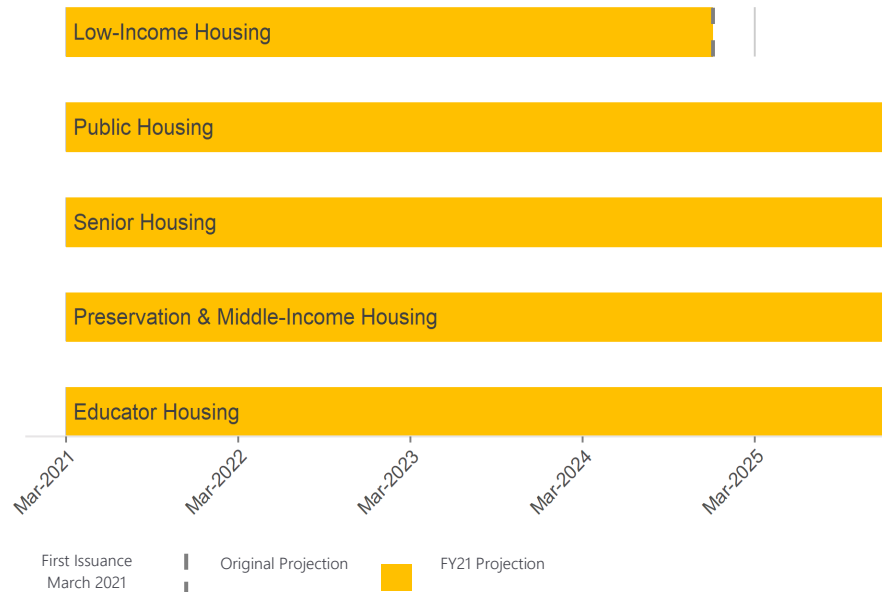 Low-Income Housing
Public Housing
Senior Housing
Preservation & Middle-Income Housing
Educator Housing
Mar-2021
Mar-2022
Mar-2023
Mar-2024
Mar-2025
First Issuance
March 2021
Original Projection
FY21 Projection